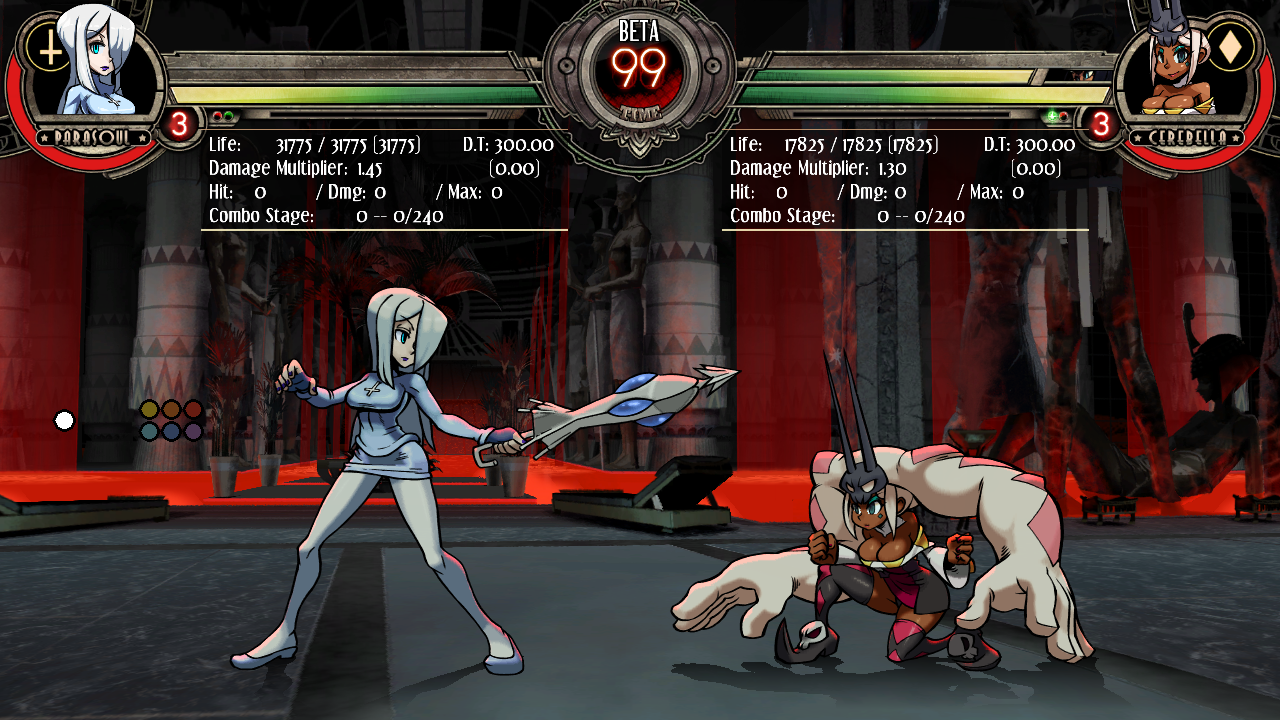 BETA
99
TIME
PARASOUL
3
3
CEREBELLA
Life: 31775 / 31775 (31775) D.T: 300.00
Damage Multiplier: 1.45 (0.00)
Hit: 0 / Dmg: 0 / Max: 0
Combo Stage: 0 -- 0/240
Life: 17825 / 17825 (17825) D.T: 300.00
Damage Multiplier: 1.30 (0.00)
Hit: 0 / Dmg: 0 / Max: 0
Combo Stage: 0 -- 0/240